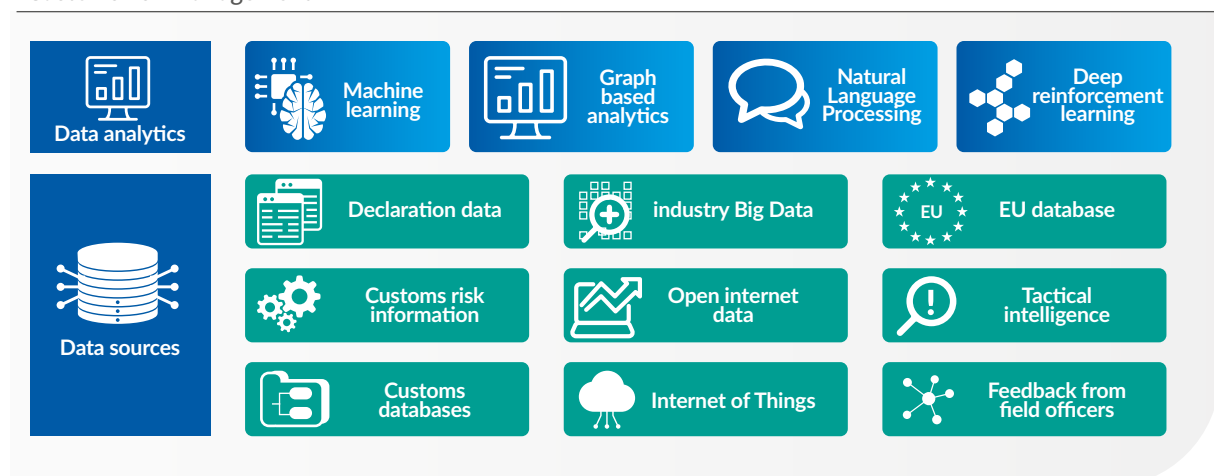 Data analytics
Machine
learning
Graph
based
analytics
Natural
Language
Processing
Deep
reinforcement
learning
Data sources
Declaration data
industry Big Data
EU
EU database
Customs risk
information
Open internet
data
Tactical
intelligence
Customs
databases
Internet of Things
Feedback from
field officers